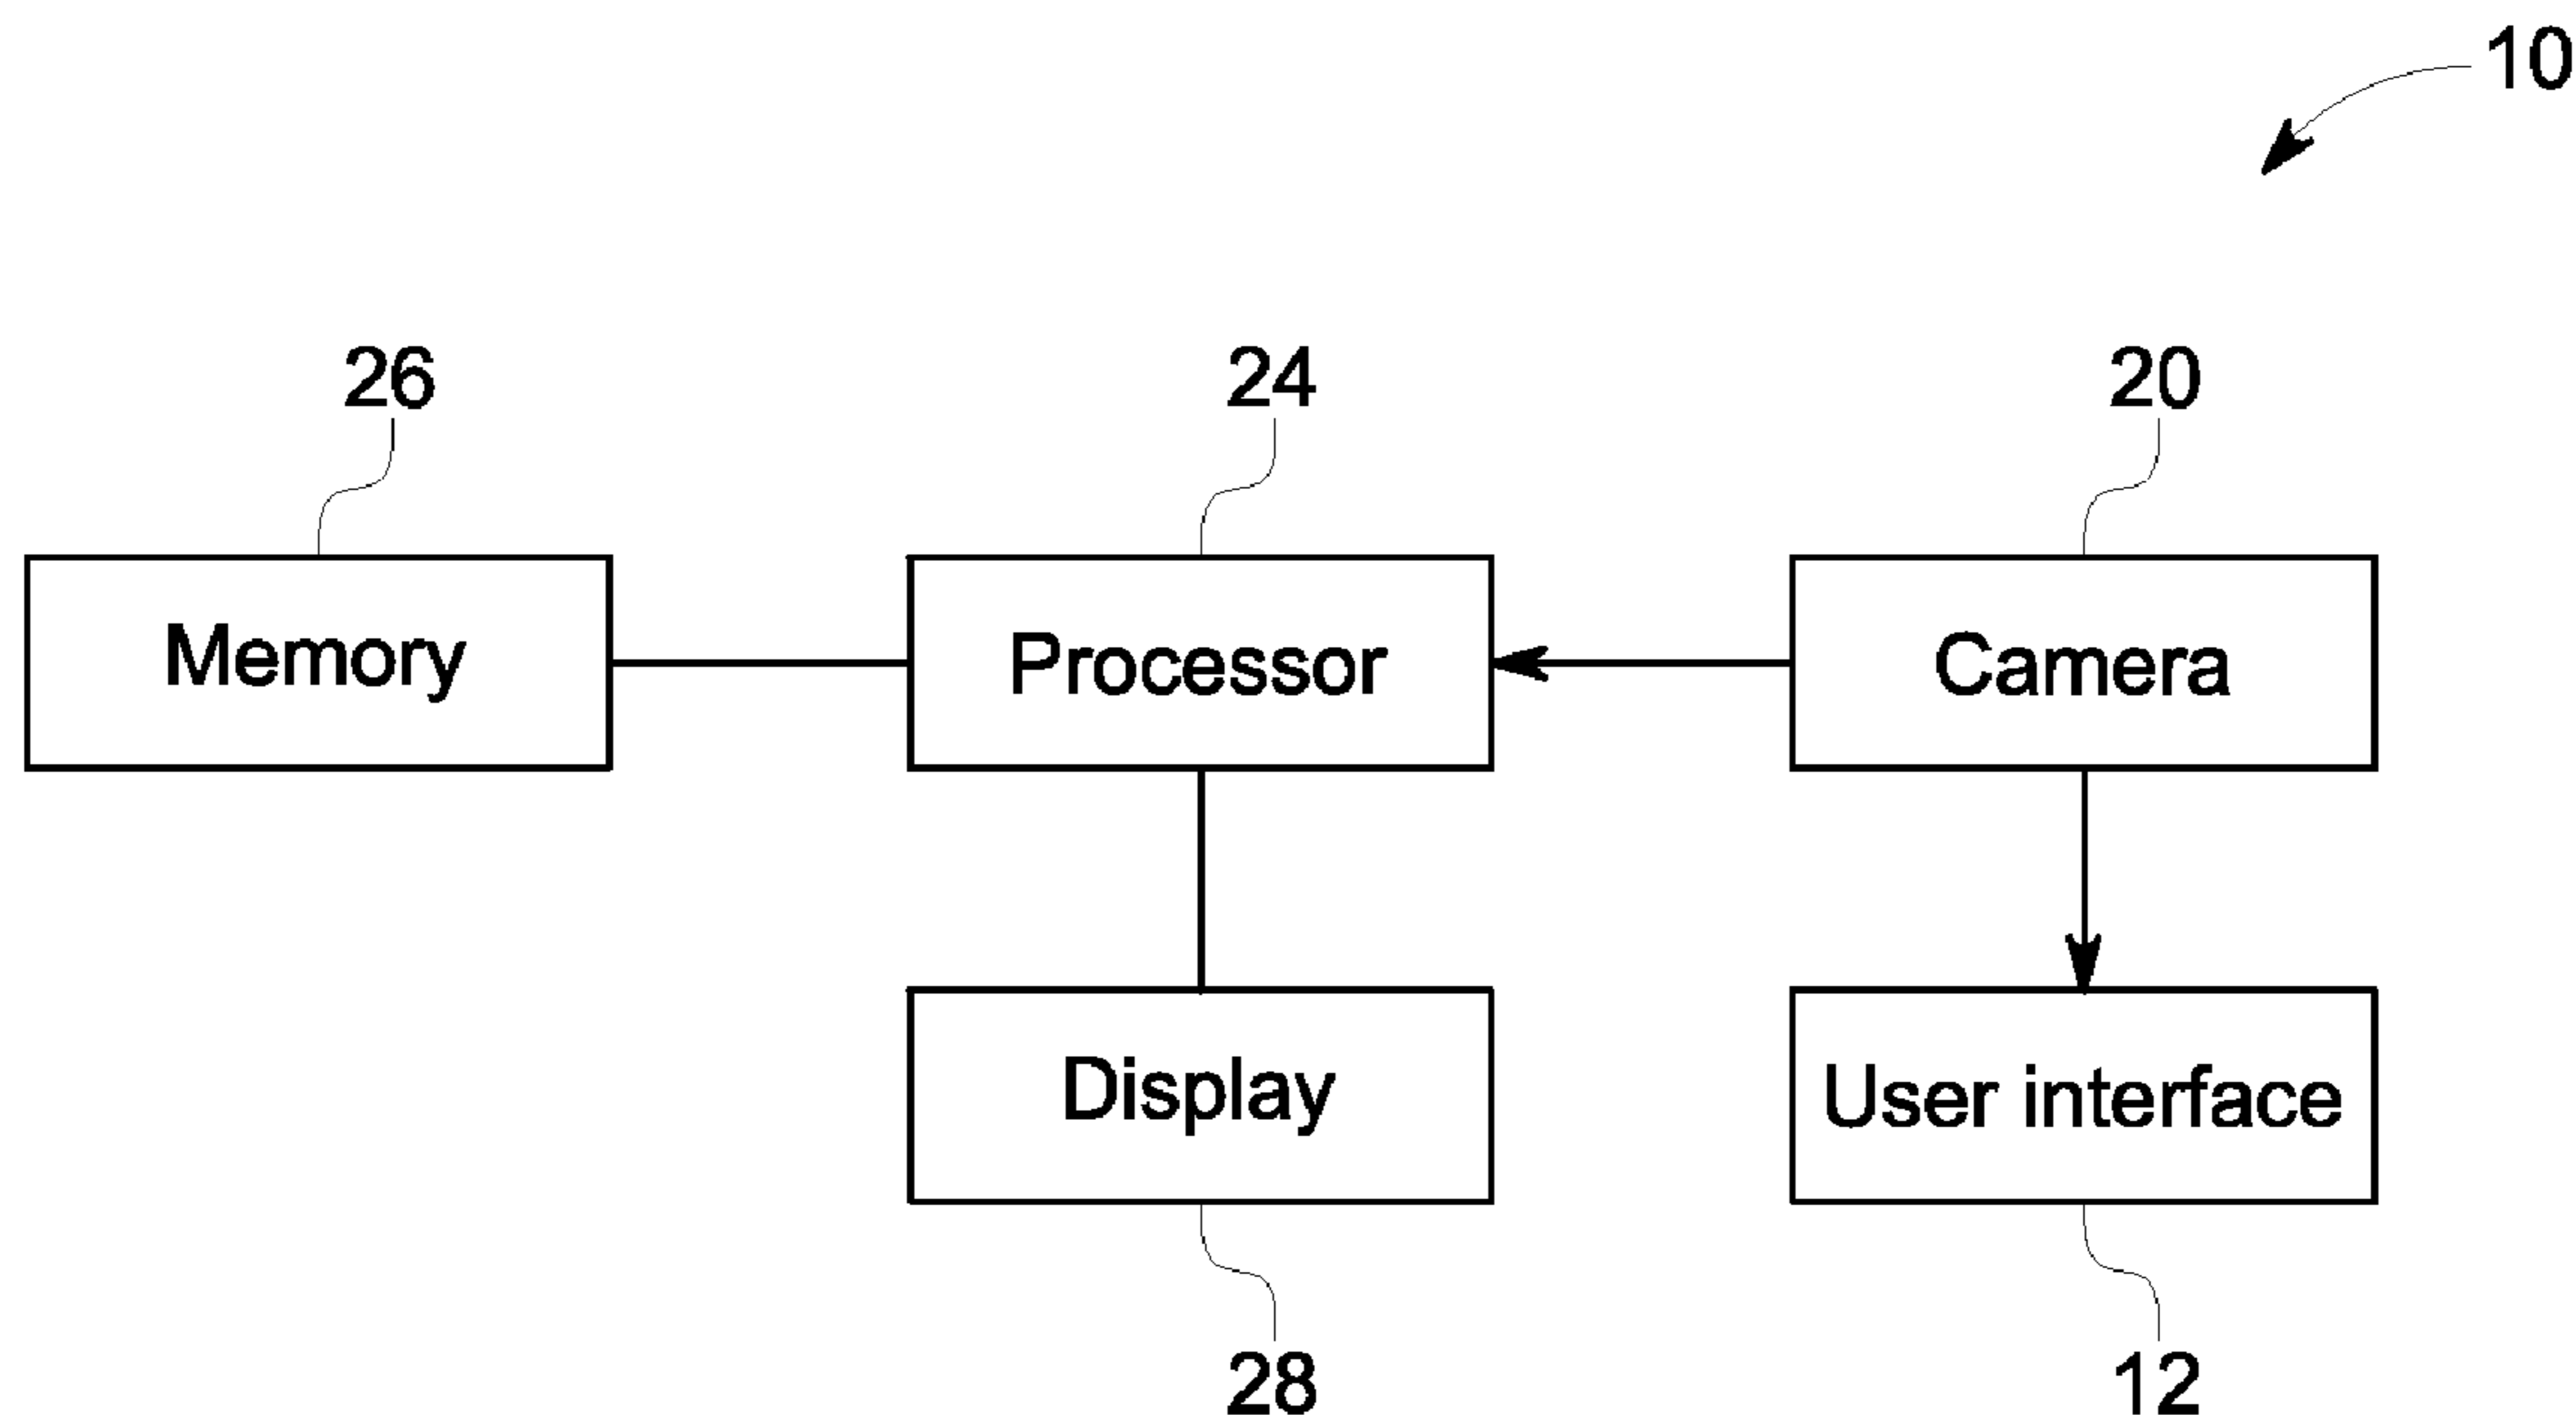 10
26
24
20
Memory
Processor
Camera
Display
User interface
28
12